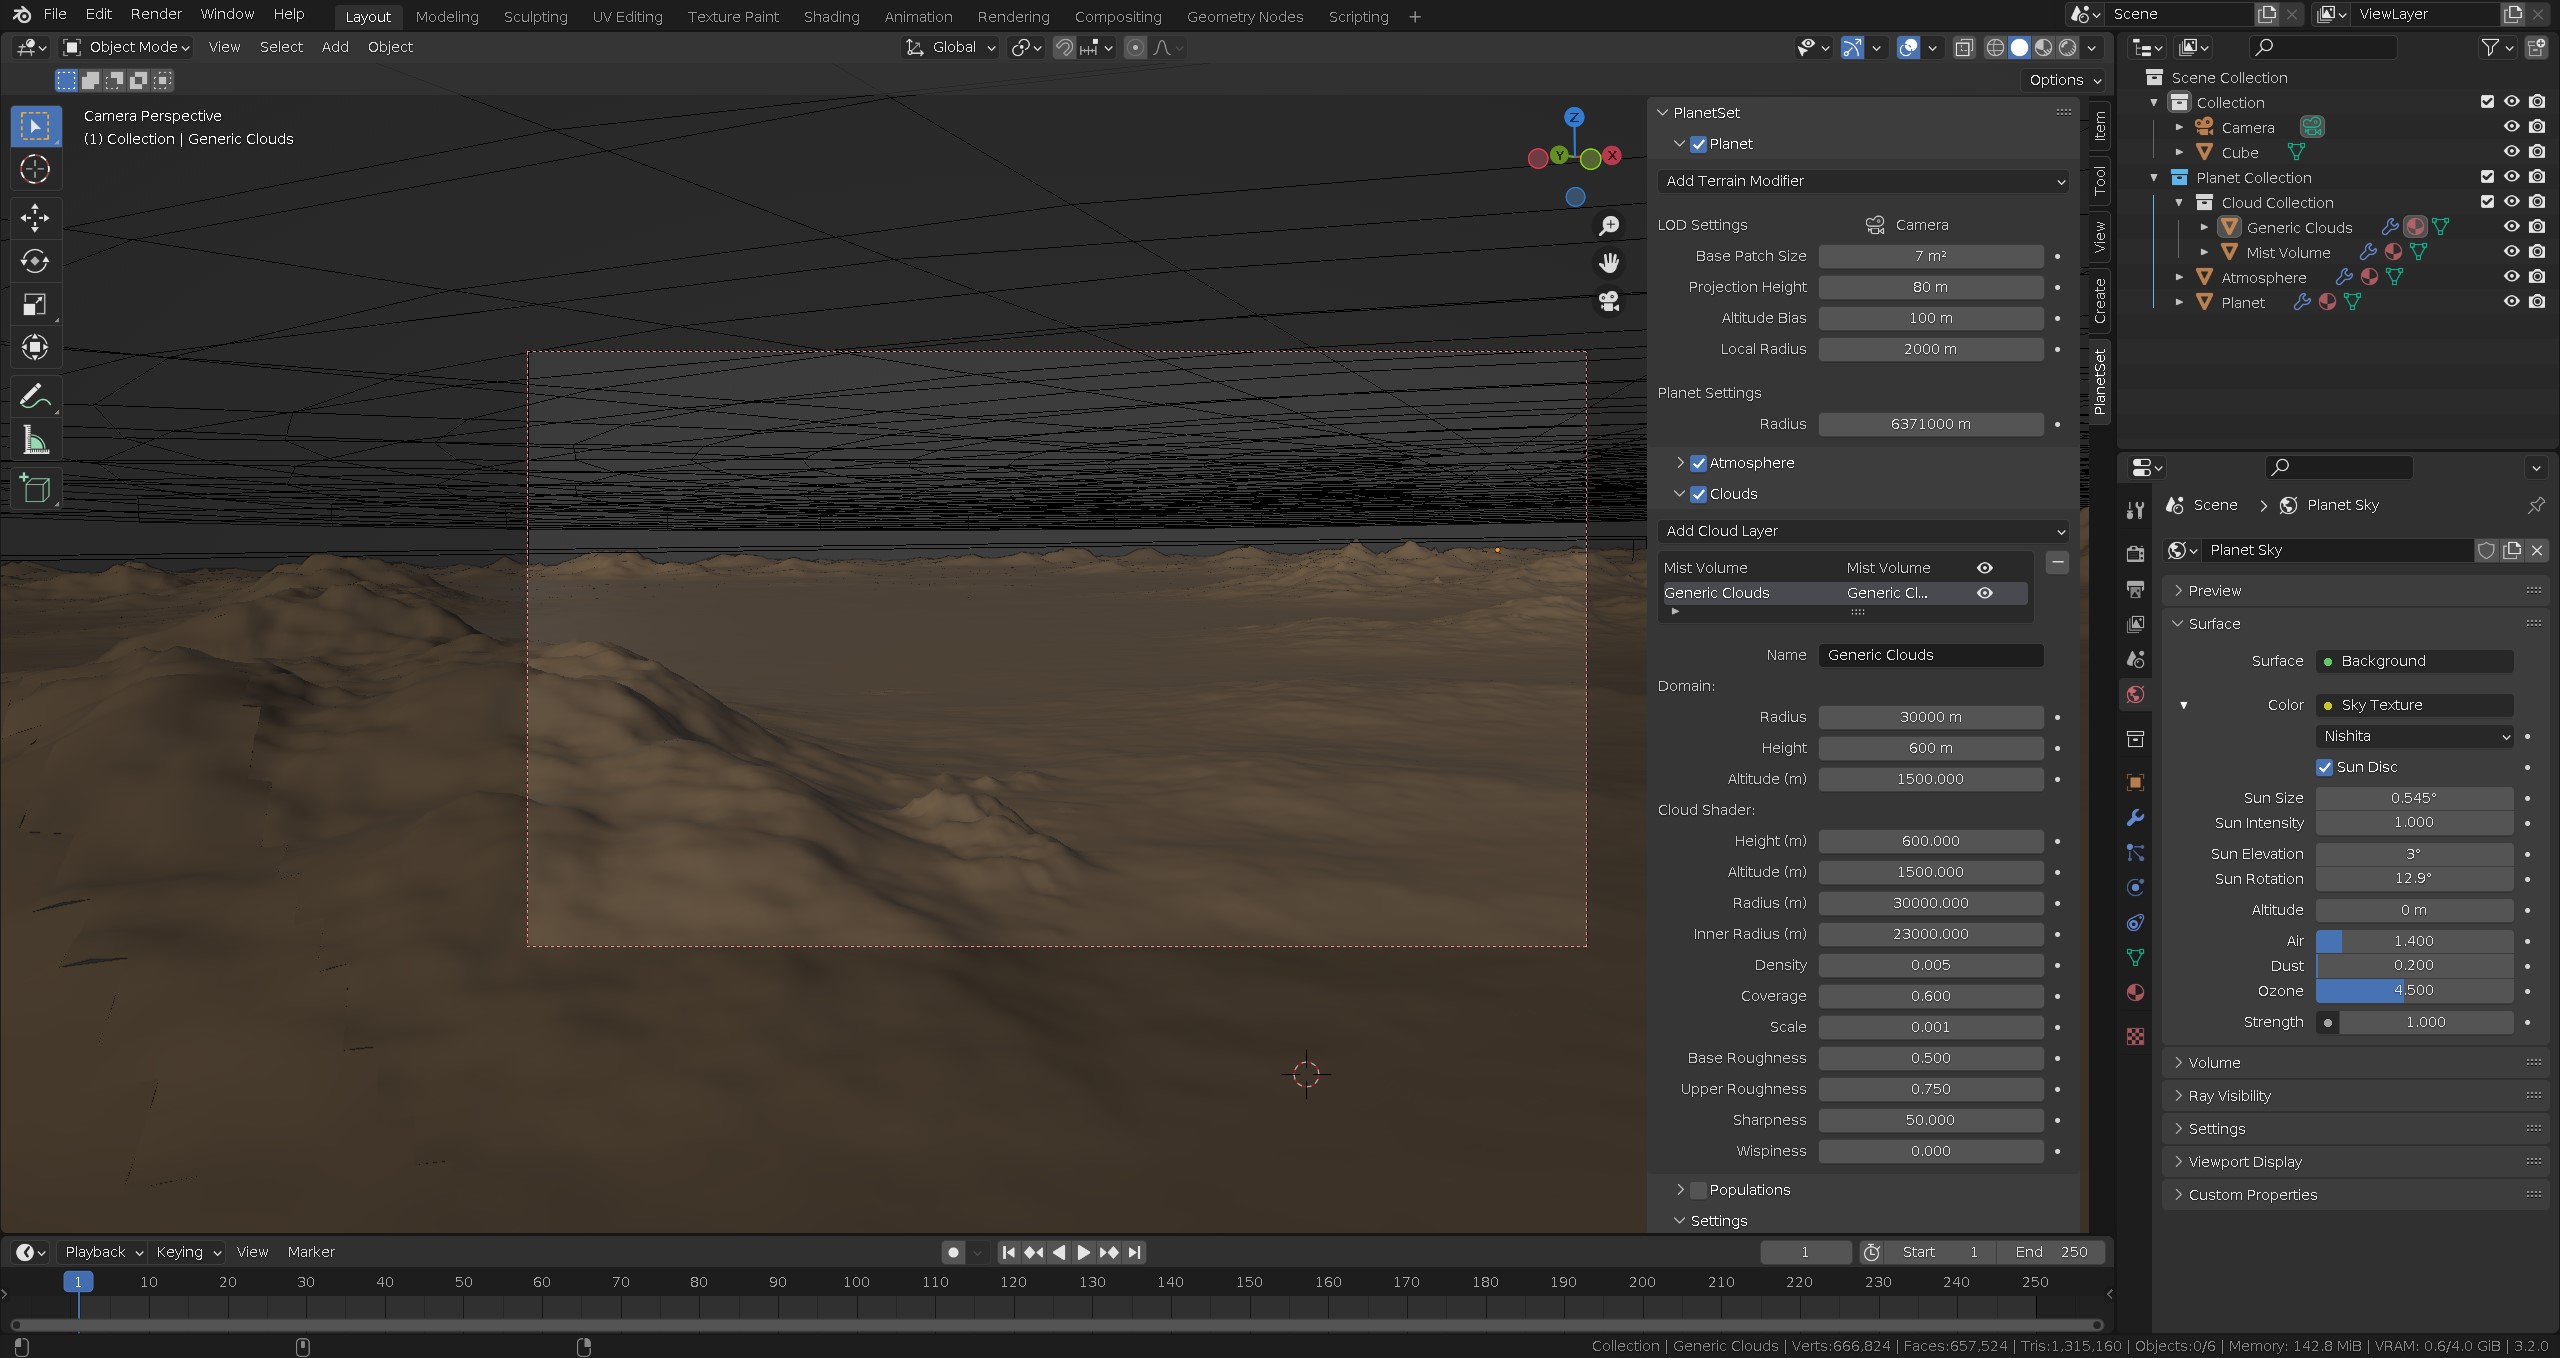 File Edit Render Window Help Layout Modeling Sculpting UV Editing Texture Paint Shading Animation Rendering Compositing Geometry Nodes Scripting + Scene ViewLayer
Object Mode View Select Add Object Global
Options
Camera Perspective
(1) Collection | Generic Clouds
Z
Y
X
PlanetSet
Planet
Add Terrain Modifier
LOD Settings Camera
Base Patch Size 7 m²
Projection Height 80 m
Altitude Bias 100 m
Local Radius 2000 m
Planet Settings
Radius 6371000 m
Atmosphere
Clouds
Add Cloud Layer
Mist Volume Mist Volume
Generic Clouds Generic Cl...
Name Generic Clouds
Domain:
Radius 30000 m
Height 600 m
Altitude (m) 1500.000
Cloud Shader:
Height (m) 600.000
Altitude (m) 1500.000
Radius (m) 30000.000
Inner Radius (m) 23000.000
Density 0.005
Coverage 0.600
Scale 0.001
Base Roughness 0.500
Upper Roughness 0.750
Sharpness 50.000
Wispiness 0.000
Populations
Settings
Item
Tool
View
Create
PlanetSet
Scene Collection
Collection
Camera
Cube
Planet Collection
Cloud Collection
Generic Clouds
Mist Volume
Atmosphere
Planet
Scene > Planet Sky
Planet Sky
Preview
Surface
Surface Background
Color Sky Texture
Nishita
Sun Disc
Sun Size 0.545°
Sun Intensity 1.000
Sun Elevation 3°
Sun Rotation 12.9°
Altitude 0 m
Air 1.400
Dust 0.200
Ozone 4.500
Strength 1.000
Volume
Ray Visibility
Settings
Viewport Display
Custom Properties
Playback Keying View Marker 1 Start 1 End 250
1 10 20 30 40 50 60 70 80 90 100 110 120 130 140 150 160 170 180 190 200 210 220 230 240 250
Collection | Generic Clouds | Verts:666,824 | Faces:657,524 | Tris:1,315,160 | Objects:0/6 | Memory: 142.8 MiB | VRAM: 0.6/4.0 GiB | 3.2.0